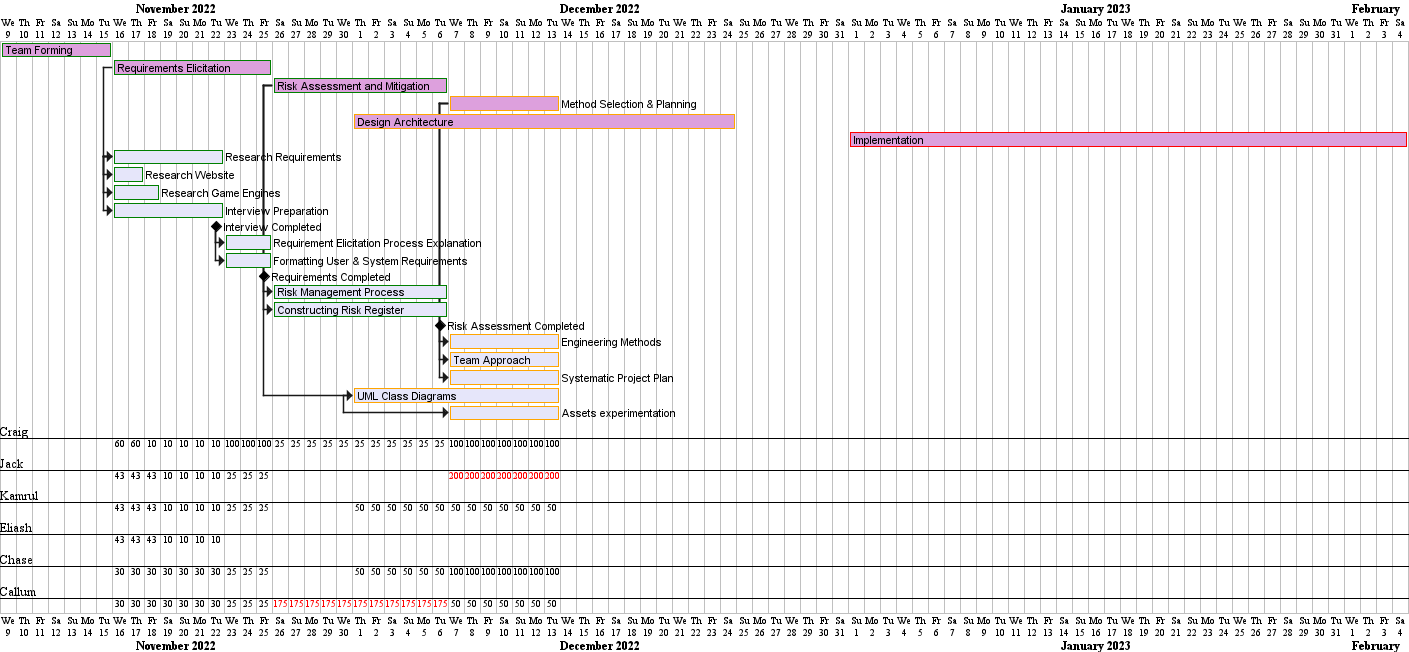 November 2022 December 2022 January 2023 February
We Th Fr Sa Su Mo Tu We Th Fr Sa Su Mo Tu We Th Fr Sa Su Mo Tu We Th Fr Sa Su Mo Tu We Th Fr Sa Su Mo Tu We Th Fr Sa Su Mo Tu We Th Fr Sa Su Mo Tu We Th Fr Sa Su Mo Tu We Th Fr Sa Su Mo Tu We Th Fr Sa Su Mo Tu We Th Fr Sa Su Mo Tu We Th Fr Sa Su Mo Tu We Th Fr Sa
9 10 11 12 13 14 15 16 17 18 19 20 21 22 23 24 25 26 27 28 29 30 1 2 3 4 5 6 7 8 9 10 11 12 13 14 15 16 17 18 19 20 21 22 23 24 25 26 27 28 29 30 31 1 2 3 4 5 6 7 8 9 10 11 12 13 14 15 16 17 18 19 20 21 22 23 24 25 26 27 28 29 30 31 1 2 3 4
Team Forming
Requirements Elicitation
Risk Assessment and Mitigation
Method Selection & Planning
Design Architecture
Implementation
Research Requirements
Research Website
Research Game Engines
Interview Preparation
Interview Completed
Requirement Elicitation Process Explanation
Formatting User & System Requirements
Requirements Completed
Risk Management Process
Constructing Risk Register
Risk Assessment Completed
Engineering Methods
Team Approach
Systematic Project Plan
UML Class Diagrams
Assets experimentation
Craig
60 60 10 10 10 10 10 100 100 100 25 25 25 25 25 25 25 25 25 25 25 100 100 100 100 100 100 100
Jack
43 43 43 10 10 10 10 25 25 25 200 200 200 200 200 200 200
Kamrul
43 43 43 10 10 10 10 25 25 25 50 50 50 50 50 50 50 50 50 50 50 50 50
Eliash
43 43 43 10 10 10 10
Chase
30 30 30 30 30 30 30 25 25 25 50 50 50 50 50 50 100 100 100 100 100 100 100
Callum
30 30 30 30 30 30 30 25 25 25 175 175 175 175 175 175 175 175 175 175 175 50 50 50 50 50 50 50
We Th Fr Sa Su Mo Tu We Th Fr Sa Su Mo Tu We Th Fr Sa Su Mo Tu We Th Fr Sa Su Mo Tu We Th Fr Sa Su Mo Tu We Th Fr Sa Su Mo Tu We Th Fr Sa Su Mo Tu We Th Fr Sa Su Mo Tu We Th Fr Sa Su Mo Tu We Th Fr Sa Su Mo Tu We Th Fr Sa Su Mo Tu We Th Fr Sa Su Mo Tu We Th Fr Sa
9 10 11 12 13 14 15 16 17 18 19 20 21 22 23 24 25 26 27 28 29 30 1 2 3 4 5 6 7 8 9 10 11 12 13 14 15 16 17 18 19 20 21 22 23 24 25 26 27 28 29 30 31 1 2 3 4 5 6 7 8 9 10 11 12 13 14 15 16 17 18 19 20 21 22 23 24 25 26 27 28 29 30 31 1 2 3 4
November 2022 December 2022 January 2023 February